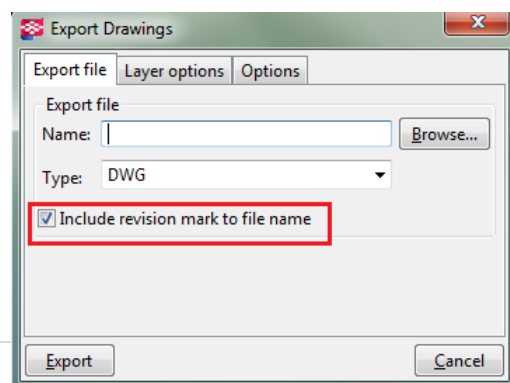 Export Drawings
Export file Layer options Options
Export file
Name: Browse...
Type: DWG
Include revision mark to file name
Export Cancel